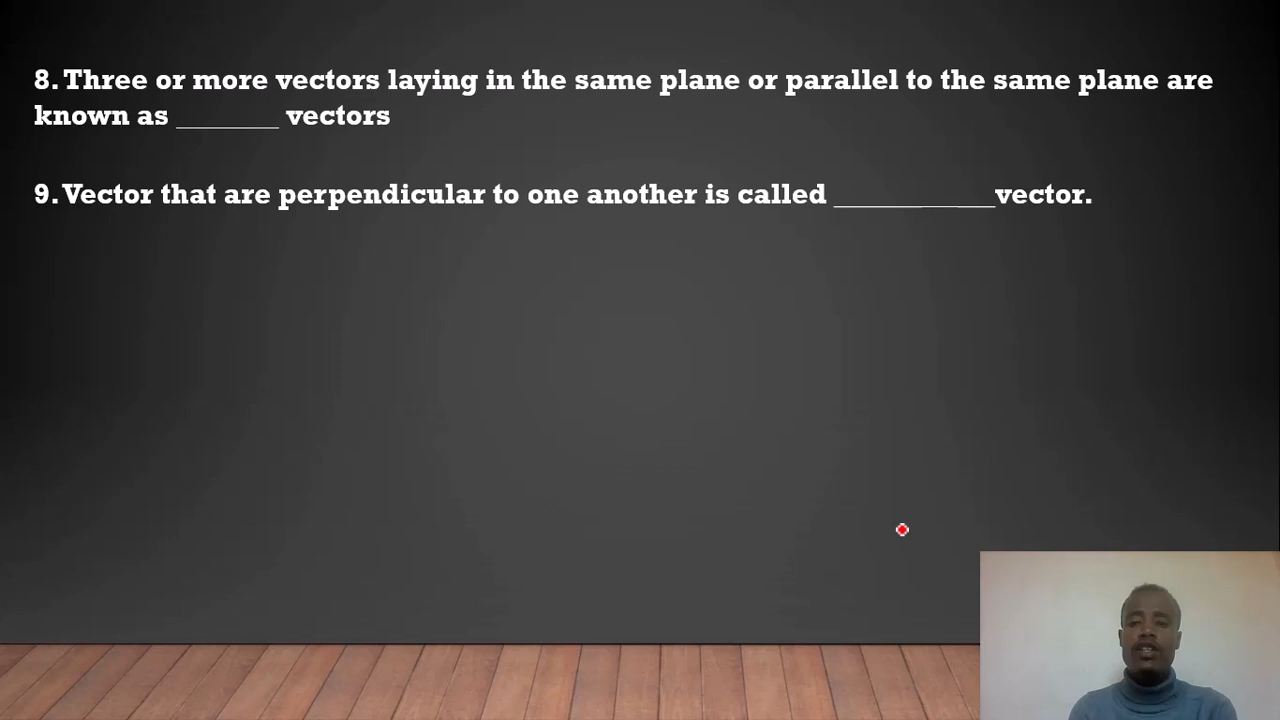 8. Three or more vectors laying in the same plane or parallel to the same plane are
known as ________ vectors
9. Vector that are perpendicular to one another is called _____________vector.